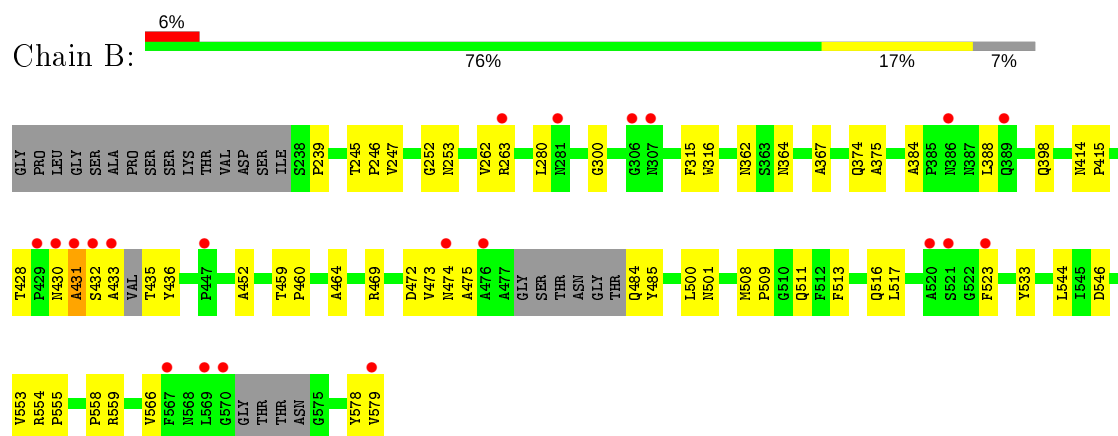 6%
Chain B:
76% 17% 7%
GLY PRO LEU GLY SER ALA PRO SER SER LYS THR VAL ASP SER ILE S238 P239 T245 P246 V247 G252 N253 V262 R263 L280 N281 G300 G306 N307 F315 W316 N362 S363 N364 A367 Q374 A375 A384 P385 N386 N387 L388 Q389 Q398 N414 P415
T428 P429 N430 A431 S432 A433 VAL T435 Y436 P447 A452 T459 P460 A464 R469 D472 V473 N474 A475 A476 A477 GLY SER THR ASN GLY THR Q484 Y485 L500 N501 M508 P509 G510 Q511 F512 F513 Q516 L517 A520 S521 G522 F523 Y533 L544 I545 D546
V553 R554 P555 P558 R559 V566 F567 N568 L569 G570 GLY THR THR ASN G575 Y578 V579